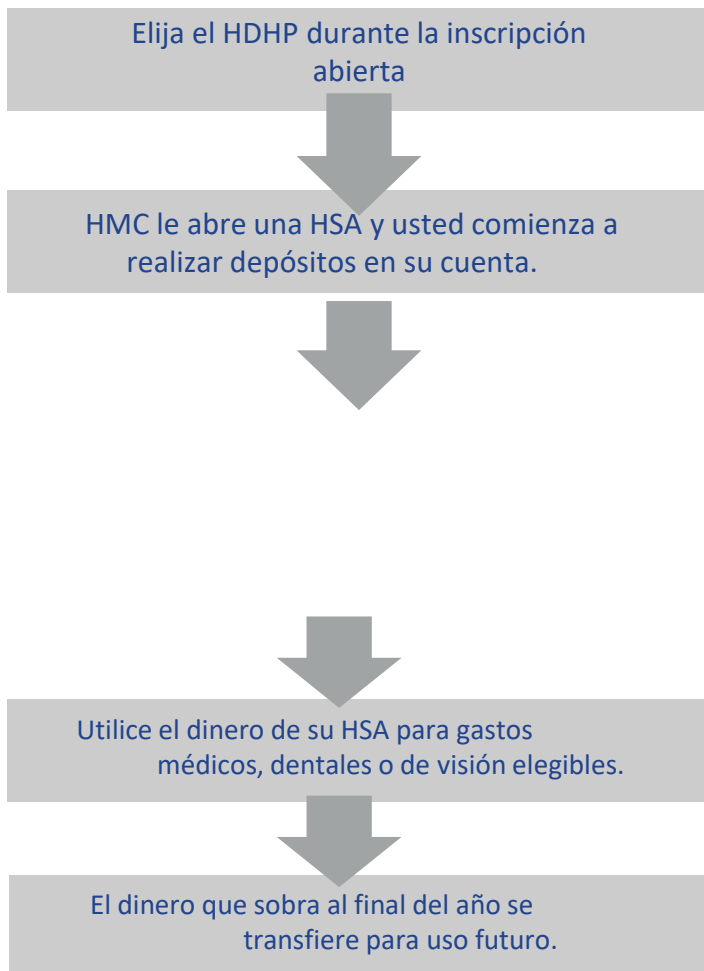 Elija el HDHP durante la inscripción
abierta
HMC le abre una HSA y usted comienza a
realizar depósitos en su cuenta.
Utilice el dinero de su HSA para gastos
médicos, dentales o de visión elegibles.
El dinero que sobra al final del año se
transfiere para uso futuro.